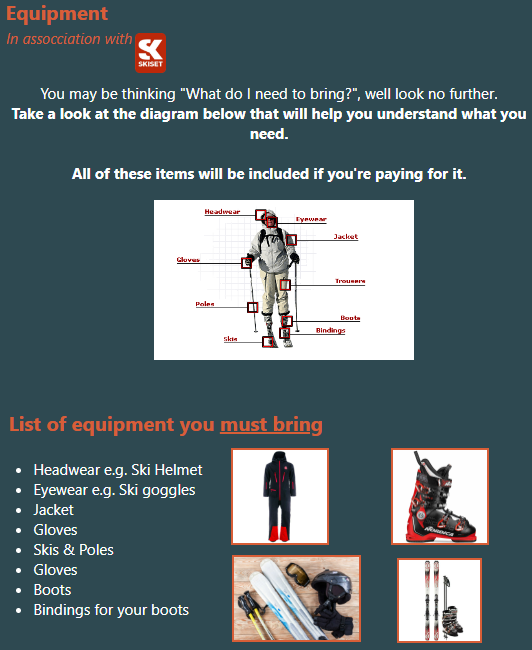 Equipment
In assocciation with
SKISET
You may be thinking "What do I need to bring?", well look no further.
Take a look at the diagram below that will help you understand what you
need.
All of these items will be included if you're paying for it.
Headwear
Eyewear
Jacket
Gloves
Trousers
Poles
Boots
Bindings
Skis
List of equipment you must bring
Headwear e.g. Ski Helmet
Eyewear e.g. Ski goggles
Jacket
Gloves
Skis & Poles
Gloves
Boots
Bindings for your boots
NORDICA